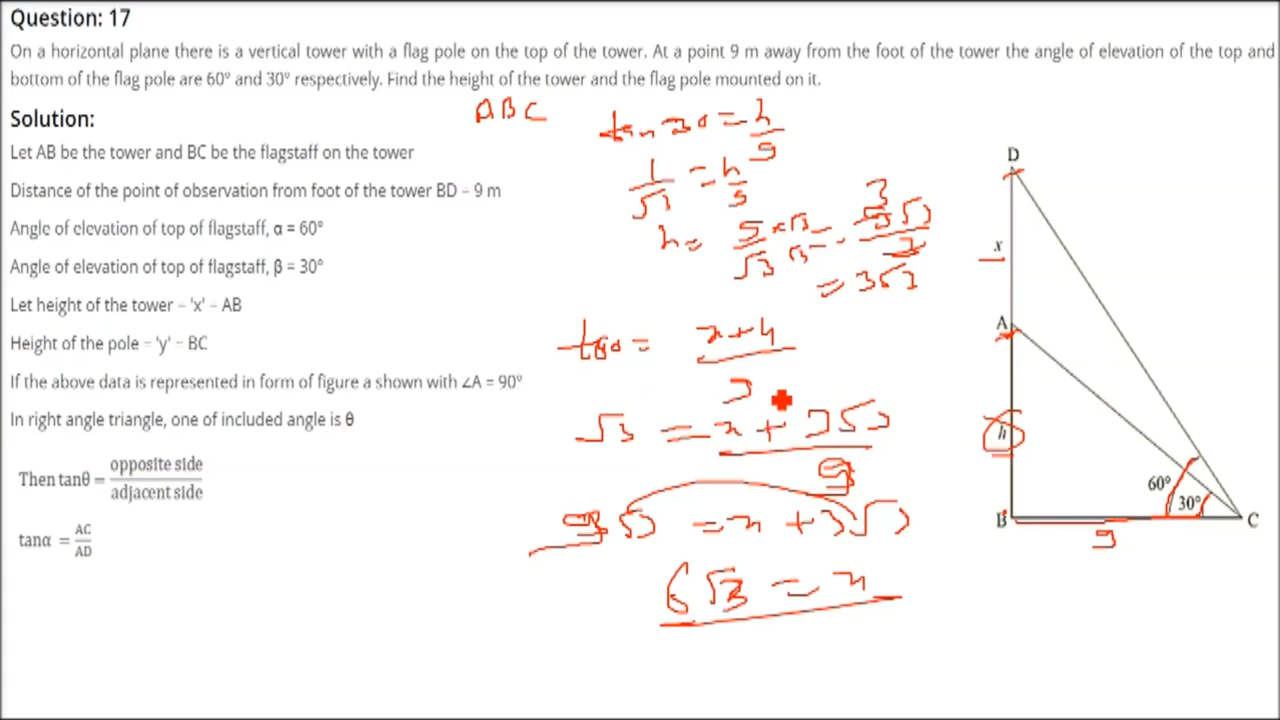 Question: 17
On a horizontal plane there is a vertical tower with a flag pole on the top of the tower. At a point 9 m away from the foot of the tower the angle of elevation of the top and
bottom of the flag pole are 60° and 30° respectively. Find the height of the tower and the flag pole mounted on it.
Solution:
Let AB be the tower and BC be the flagstaff on the tower
Distance of the point of observation from foot of the tower BD – 9 m
Angle of elevation of top of flagstaff, α = 60°
Angle of elevation of top of flagstaff, β = 30°
Let height of the tower – 'x' – AB
Height of the pole – 'y' – BC
If the above data is represented in form of figure a shown with ∠A = 90°
In right angle triangle, one of included angle is θ
Then tanθ = opposite side / adjacent side
tanα = AC / AD
ABC
tan 30 = h / 9
1 / √3 = h / 9
h = 9 / √3 × √3 / √3
= 3√3
x + h
√3 = x + 3√3 / 9
9√3 = x + 3√3
6√3 = x
D
x
A
h
B
60°
30°
C
9